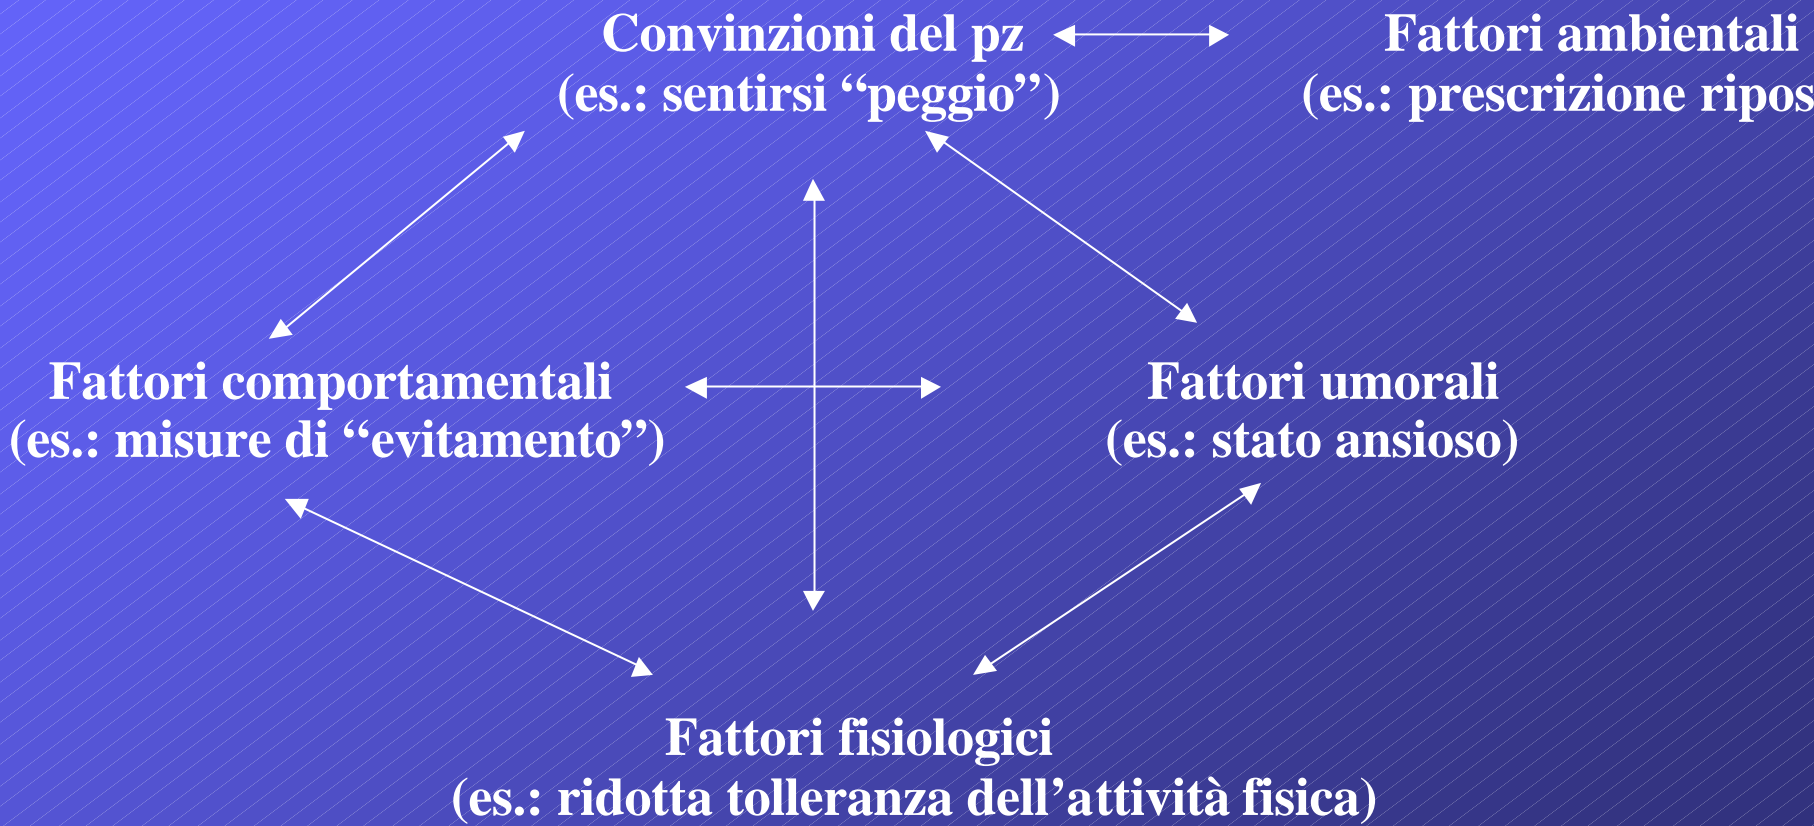 Convinzioni del pz
(es.: sentirsi “peggio”)
Fattori ambientali
(es.: prescrizione
Fattori comportamentali
(es.: misure di “evitamento”)
Fattori umorali
(es.: stato ansioso)
Fattori fisiologici
(es.: ridotta tolleranza dell’attività fisica)